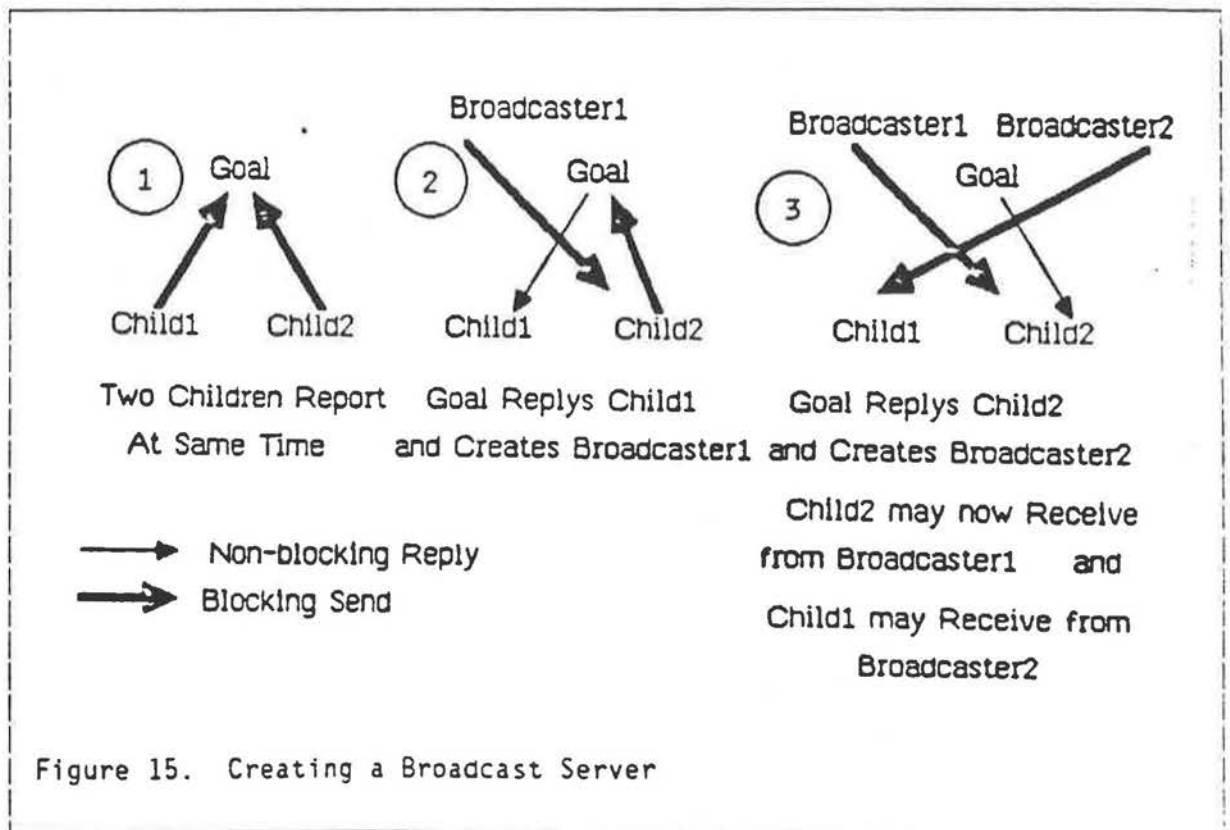 Broadcaster1
1
Goal
Child1 Child2
Two Children Report
At Same Time
2
Goal
Child1 Child2
Goal Replys Child1
and Creates Broadcaster1
Broadcaster1 Broadcaster2
Goal
3
Child1 Child2
Goal Replys Child2
and Creates Broadcaster2
Child2 may now Receive
from Broadcaster1 and
Child1 may Receive from
Broadcaster2
Non-blocking Reply
Blocking Send
Figure 15. Creating a Broadcast Server